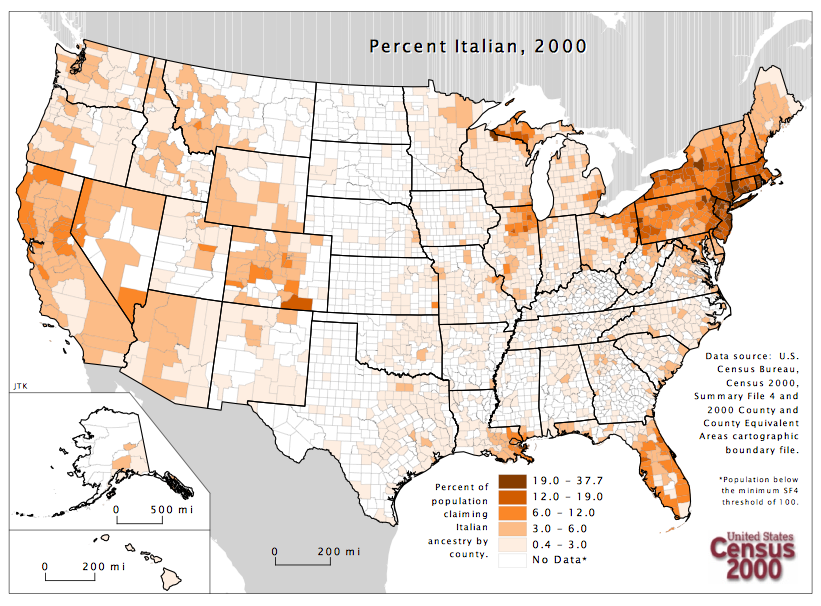 Percent Italian, 2000
Data source: U.S.
Census Bureau,
Census 2000,
Summary File 4 and
2000 County and
County Equivalent
Areas cartographic
boundary file.
*Population below
the minimum SF4
threshold of 100.
JTK
0 500 mi
0 200 mi
0 200 mi
Percent of
population
claiming
Italian
ancestry by
county.
19.0 – 37.7
12.0 – 19.0
6.0 – 12.0
3.0 – 6.0
0.4 – 3.0
No Data*
United States
Census
2000